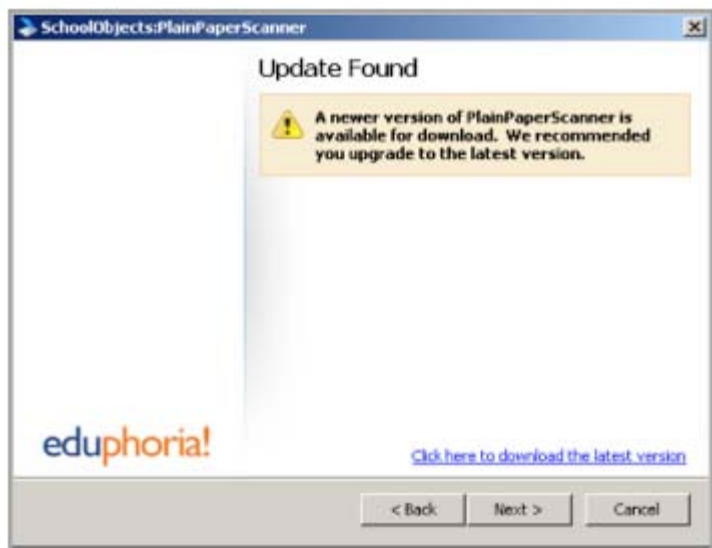 SchoolObjects:PlainPaperScanner
Update Found
A newer version of PlainPaperScanner is
available for download. We recommended
you upgrade to the latest version.
eduphoria!
Click here to download the latest version
< Back
Next >
Cancel